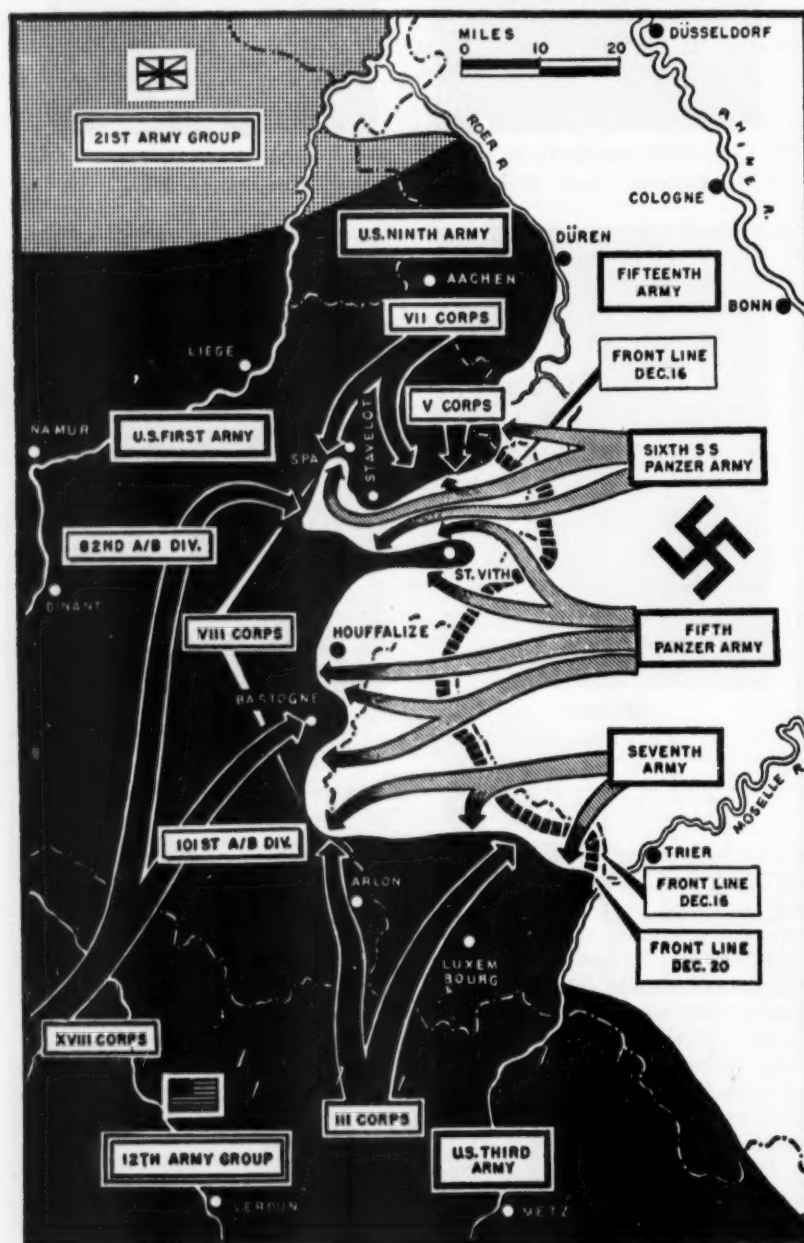 MILES
0 10 20
DÜSSELDORF
RHINE R.
21ST ARMY GROUP
ROER R.
COLOGNE
U.S. NINTH ARMY
DÜREN
AACHEN
FIFTEENTH
ARMY
BONN
VII CORPS
LIEGE
FRONT LINE
DEC. 16
V CORPS
NAMUR
U.S. FIRST ARMY
STAVELOT
SPA
SIXTH SS
PANZER ARMY
82ND A/B DIV.
ST. VITH
DINANT
VIII CORPS
HOUFFALIZE
FIFTH
PANZER ARMY
BASTOGNE
SEVENTH
ARMY
MOSELLE R.
101ST A/B DIV.
TRIER
ARLON
FRONT LINE
DEC. 16
LUXEM
BOURG
FRONT LINE
DEC. 20
XVIII CORPS
III CORPS
12TH ARMY GROUP
U.S. THIRD
ARMY
VERDUN
METZ